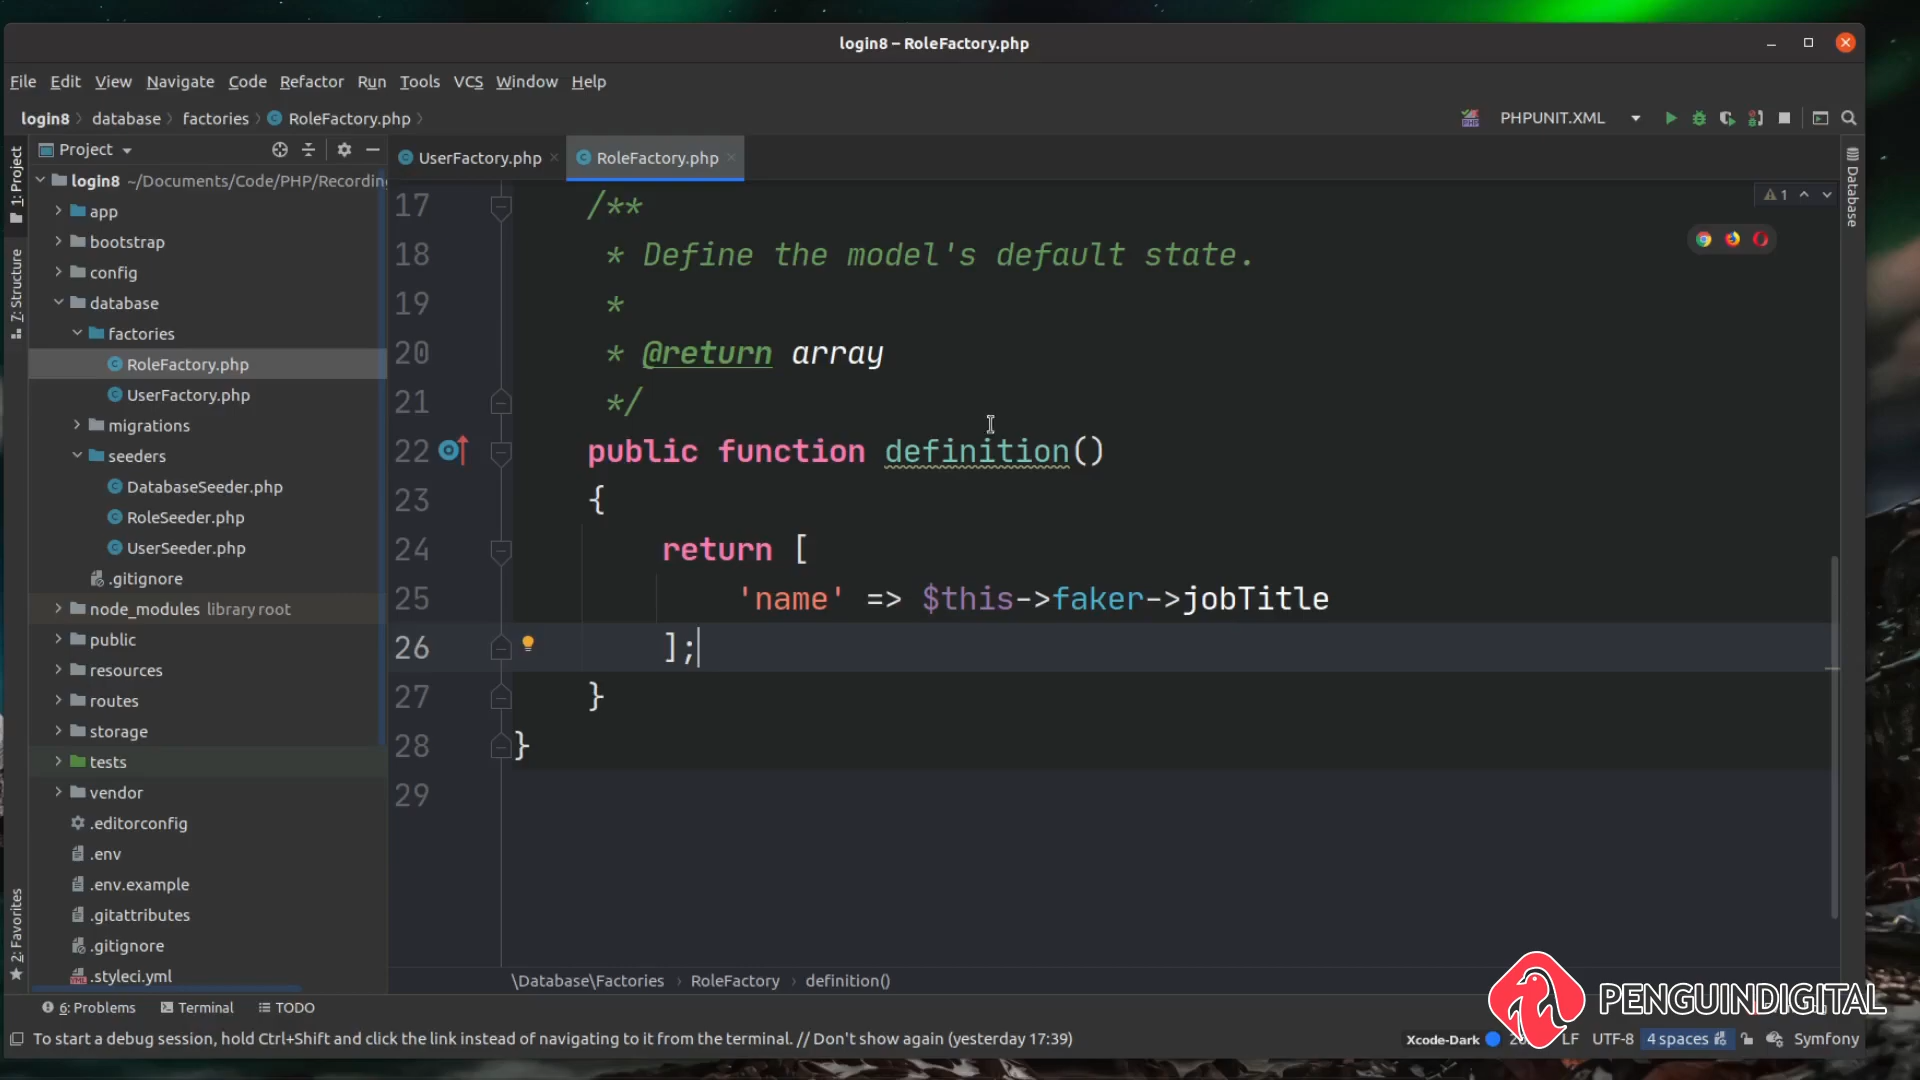 login8 – RoleFactory.php
File Edit View Navigate Code Refactor Run Tools VCS Window Help
login8 database factories RoleFactory.php PHPUNIT.XML
1: Project
7: Structure
2: Favorites
Project
login8 ~/Documents/Code/PHP/Recording
app
bootstrap
config
database
factories
RoleFactory.php
UserFactory.php
migrations
seeders
DatabaseSeeder.php
RoleSeeder.php
UserSeeder.php
.gitignore
node_modules library root
public
resources
routes
storage
tests
vendor
.editorconfig
.env
.env.example
.gitattributes
.gitignore
.styleci.yml
UserFactory.php RoleFactory.php
1
Database
17 /**
18 * Define the model's default state.
19 *
20 * @return array
21 */
22 public function definition()
23 {
24 return [
25 'name' => $this->faker->jobTitle
26 ];
27 }
28 }
29
\Database\Factories RoleFactory definition()
6: Problems Terminal TODO
PENGUINDIGITAL
To start a debug session, hold Ctrl+Shift and click the link instead of navigating to it from the terminal. // Don't show again (yesterday 17:39)
Xcode-Dark LF UTF-8 4 spaces Symfony